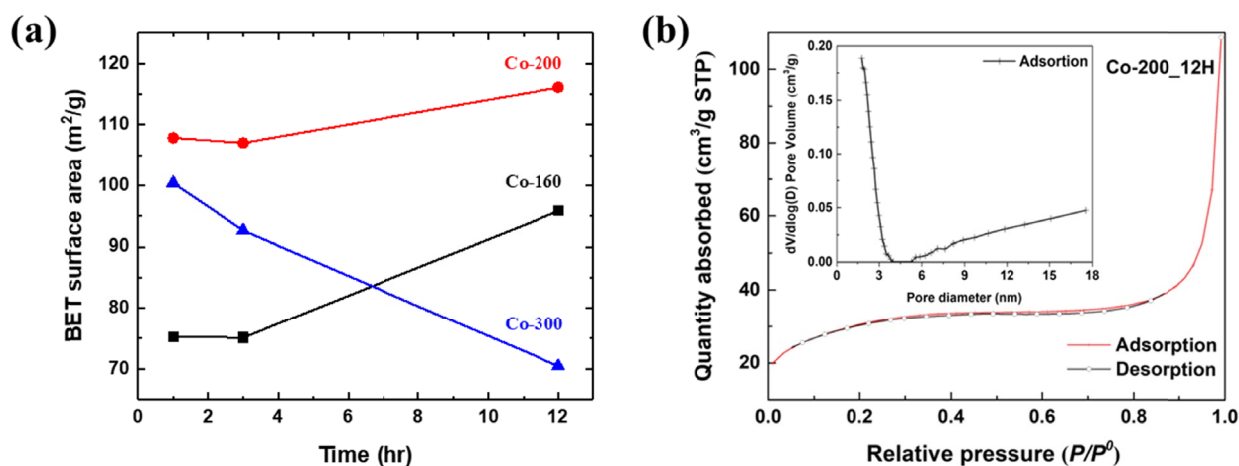 (a)
BET surface area (m²/g)
120
110
100
90
80
70
0
2
4
6
8
10
12
Time (hr)
Co-200
Co-160
Co-300
(b)
Quantity absorbed (cm³/g STP)
100
80
60
40
20
0.0
0.2
0.4
0.6
0.8
1.0
Relative pressure (P/P⁰)
Co-200_12H
Adsorption
Desorption
dV/dlog(D) Pore Volume (cm³/g)
0.20
0.15
0.10
0.05
0.00
0
3
6
9
12
15
18
Pore diameter (nm)
Adsortion